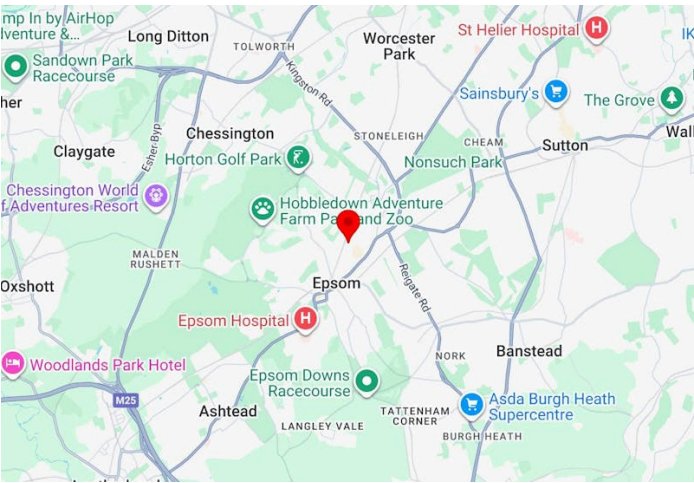 mp In by AirHop
dventure &...
Long Ditton
TOLWORTH
Worcester
Park
St Helier Hospital
IK
Sandown Park
Racecourse
Kingston Rd
Sainsbury's
The Grove
her
Chessington
STONELEIGH
CHEAM
Wall
Claygate
Esher-Byp
Horton Golf Park
Nonsuch Park
Sutton
Chessington World
f Adventures Resort
Hobbledown Adventure
Farm Park and Zoo
MALDEN
RUSHETT
Oxshott
Epsom
Reigate Rd
Epsom Hospital
NORK
Banstead
Woodlands Park Hotel
Epsom Downs
Racecourse
M25
Ashtead
TATTENHAM
CORNER
Asda Burgh Heath
Supercentre
LANGLEY VALE
BURGH HEATH